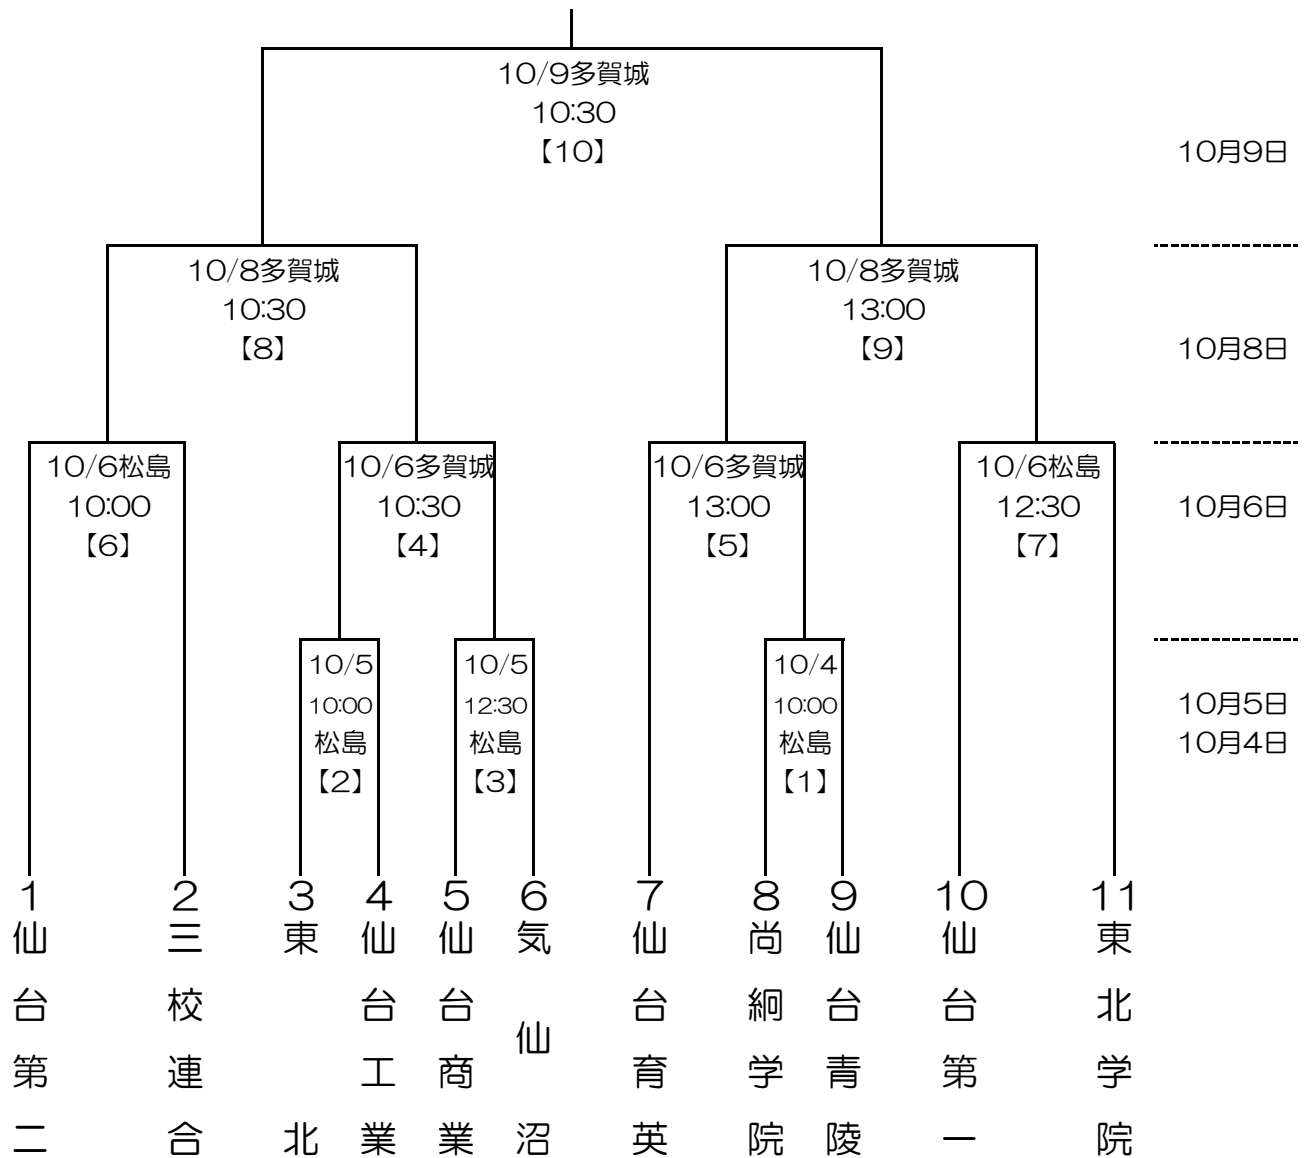 10/9多賀城
10:30
【10】
10月9日
10/8多賀城
10:30
【8】
10/8多賀城
13:00
【9】
10月8日
10/6松島
10:00
【6】
10/6多賀城
10:30
【4】
10/6多賀城
13:00
【5】
10/6松島
12:30
【7】
10月6日
10/5
10:00
松島
【2】
10/5
12:30
松島
【3】
10/4
10:00
松島
【1】
10月5日
10月4日
1
仙台第二
2
三校連合
3
東北
4
仙台工業
5
仙台商業
6
気仙沼
7
仙台育英
8
尚絅学院
9
仙台青陵
10
仙台第一
11
東北学院